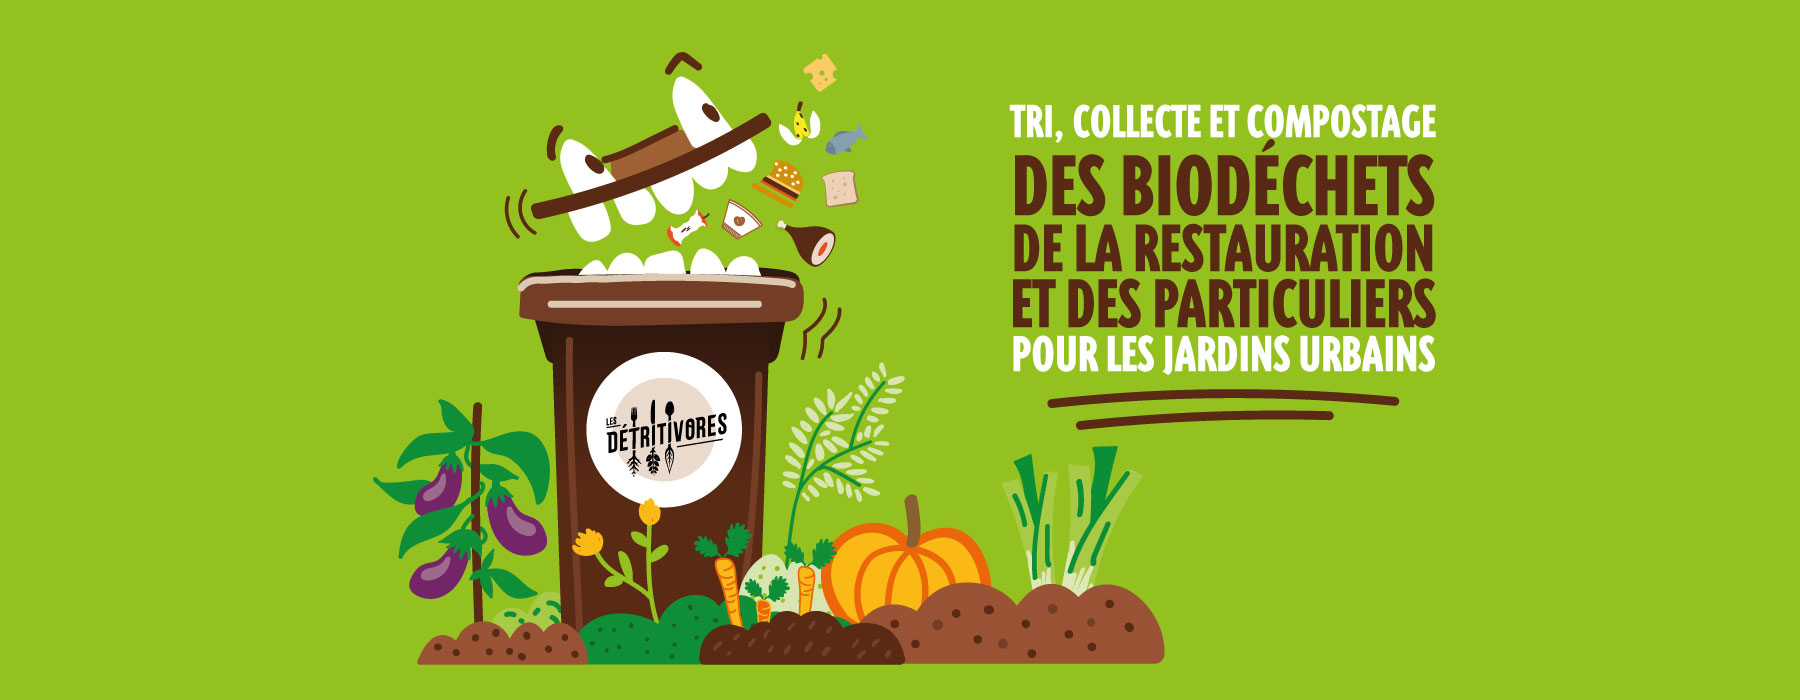 TRI, COLLECTE ET COMPOSTAGE
DES BIODÉCHETS
DE LA RESTAURATION
ET DES PARTICULIERS
POUR LES JARDINS URBAINS
LES
DÉTRITIVORES